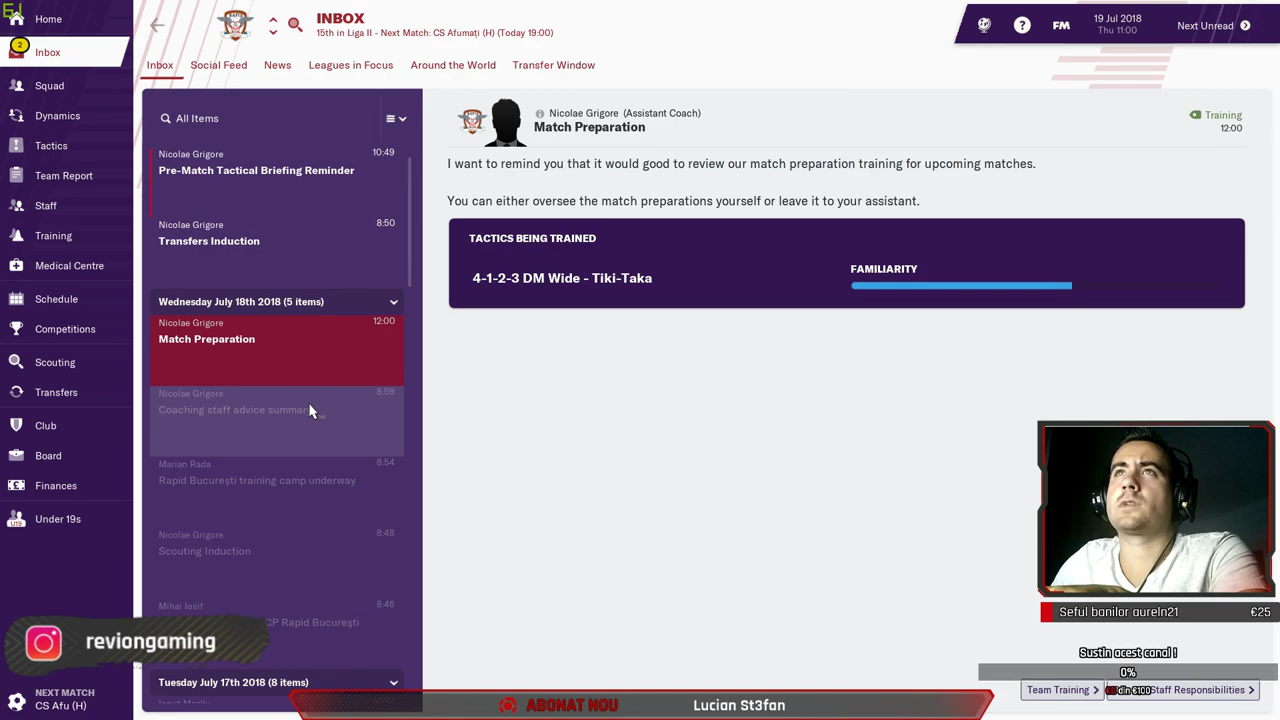 Home
2
Inbox
Squad
Dynamics
Tactics
Team Report
Staff
Training
Medical Centre
Schedule
Competitions
Scouting
Transfers
Club
Board
Finances
U19
Under 19s
NEXT MATCH
CS Afu (H)
reviongaming
INBOX
15th in Liga II - Next Match: CS Afumați (H) (Today 19:00)
? FM
19 Jul 2018
Thu 11:00
Next Unread
Inbox Social Feed News Leagues in Focus Around the World Transfer Window
All Items
Nicolae Grigore 10:49
Pre-Match Tactical Briefing Reminder
Nicolae Grigore 8:50
Transfers Induction
Wednesday July 18th 2018 (5 items)
Nicolae Grigore 12:00
Match Preparation
Nicolae Grigore 8:59
Coaching staff advice summary
Marian Rada 8:54
Rapid București training camp underway
Nicolae Grigore 8:48
Scouting Induction
Mihai Iosif 8:46
CP Rapid București
Tuesday July 17th 2018 (8 items)
Nicolae Grigore (Assistant Coach)
Match Preparation
Training
12:00
I want to remind you that it would good to review our match preparation training for upcoming matches.
You can either oversee the match preparations yourself or leave it to your assistant.
TACTICS BEING TRAINED
4-1-2-3 DM Wide - Tiki-Taka
FAMILIARITY
Seful banilor aureln21 €25
Sustin acest canal !
0%
din €100
Team Training
Staff Responsibilities
ABONAT NOU Lucian St3fan